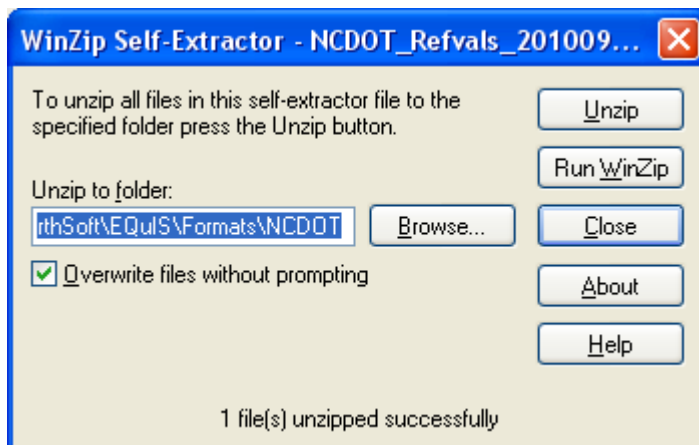 WinZip Self-Extractor - NCDOT_Refvals_201009...
To unzip all files in this self-extractor file to the
specified folder press the Unzip button.
Unzip
Run WinZip
Unzip to folder:
rthSoft\EQuIS\Formats\NCDOT
Browse...
Close
Overwrite files without prompting
About
Help
1 file(s) unzipped successfully